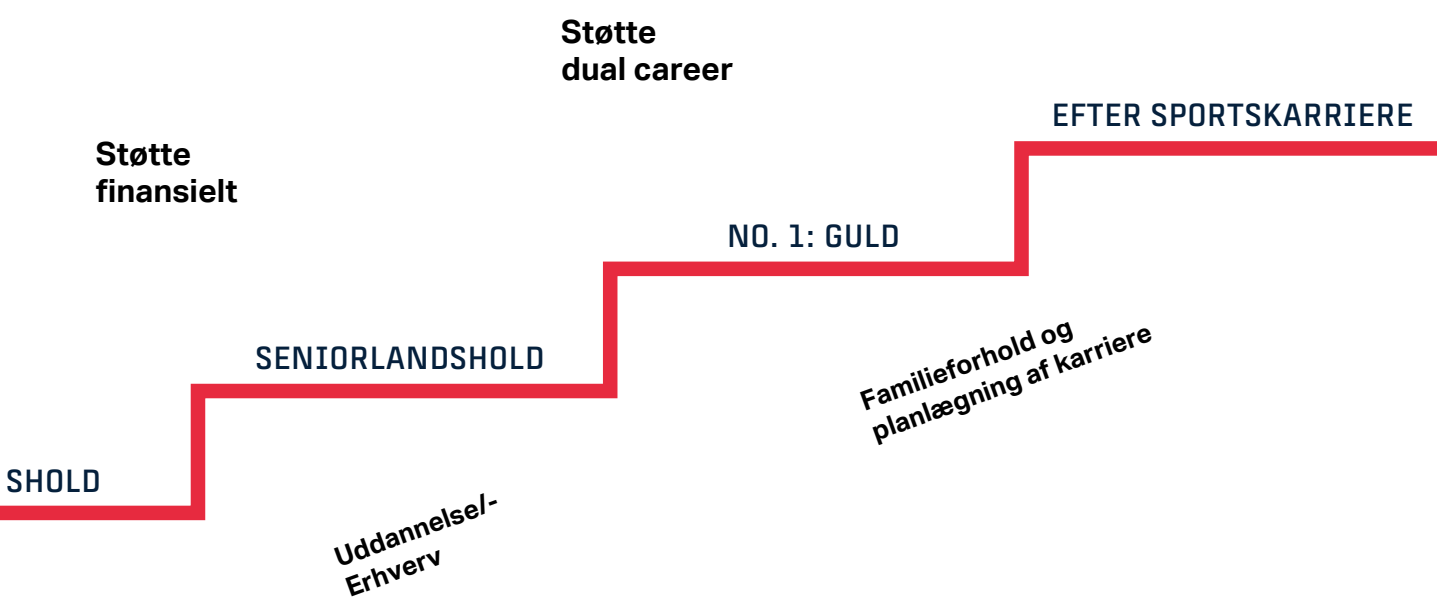 Støtte
dual career
EFTER SPORTSKARRIERE
Støtte
finansielt
NO. 1: GULD
SENIORLANDSHOLD
Familieforhold og
planlægning af karriere
SHOLD
Uddannelse/-
Erhverv